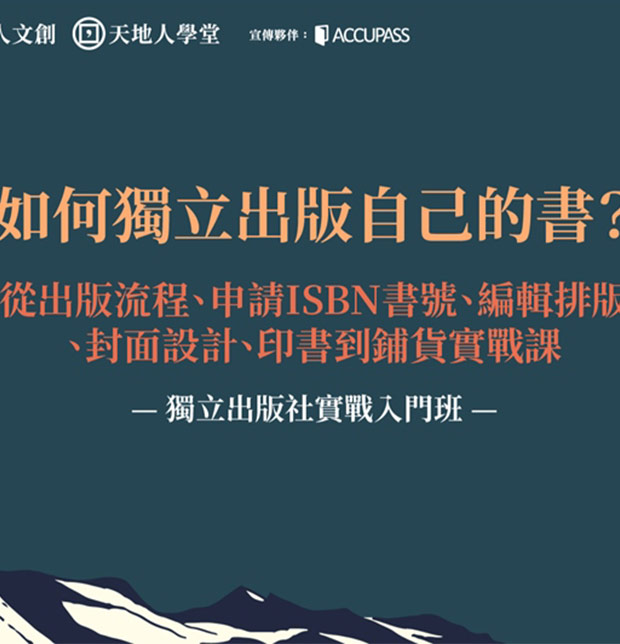 人文創 天地人學堂 宣傳夥伴：ACCUPASS
如何獨立出版自己的書？
從出版流程、申請ISBN書號、編輯排版
、封面設計、印書到鋪貨實戰課
— 獨立出版社實戰入門班 —